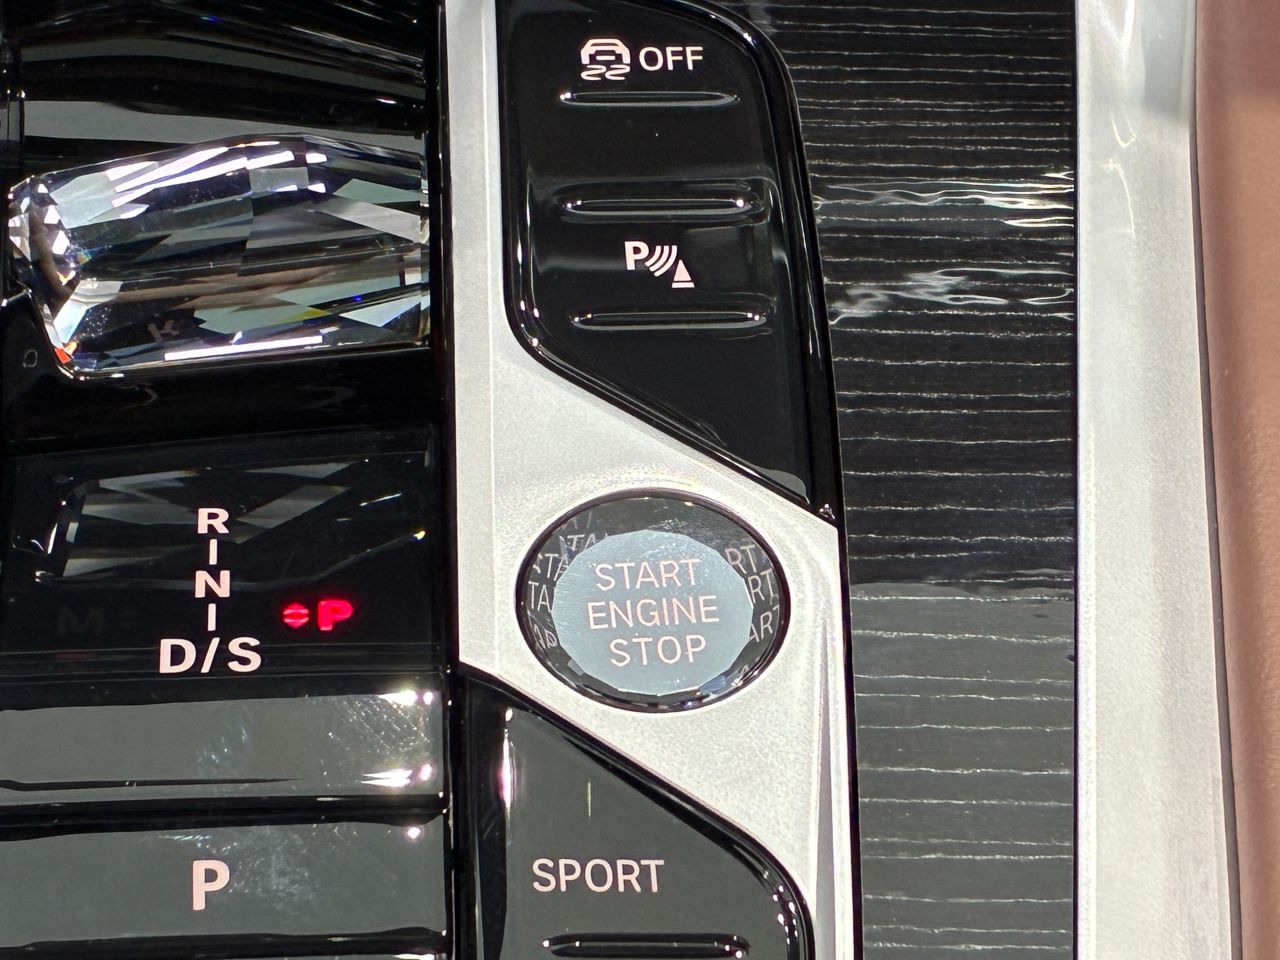 OFF
P
START
ENGINE
STOP
R
N
D/S
P
P
SPORT